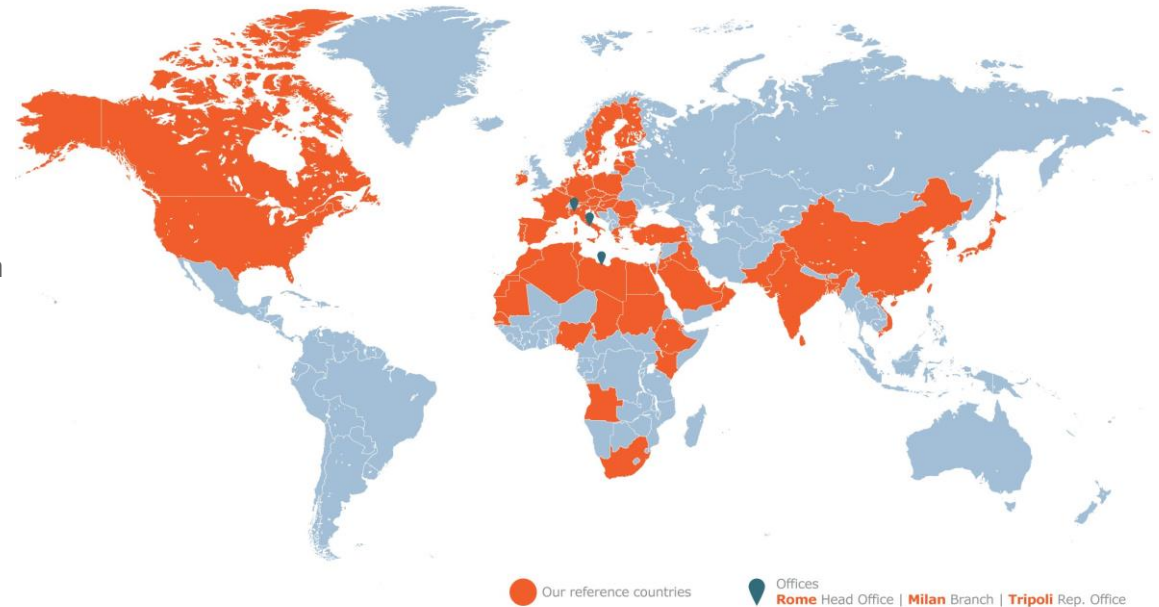 Our reference countries
Offices
Rome Head Office | Milan Branch | Tripoli Rep. Office